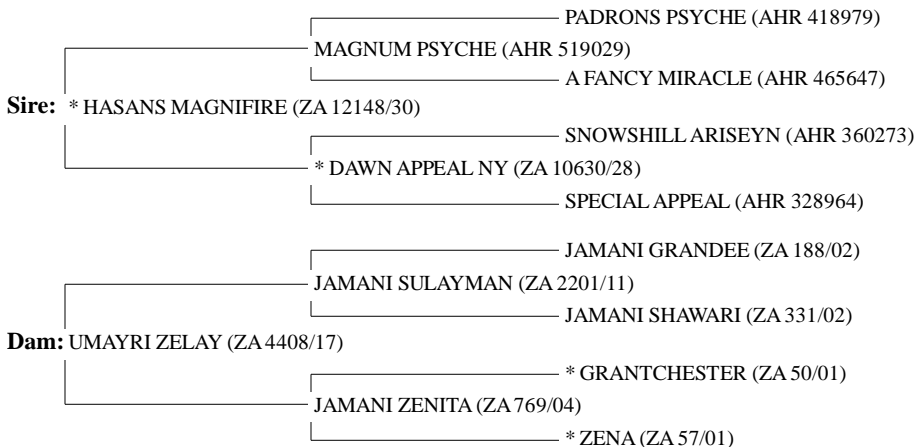 PADRONS PSYCHE (AHR 418979)
MAGNUM PSYCHE (AHR 519029)
A FANCY MIRACLE (AHR 465647)
Sire: * HASANS MAGNIFIRE (ZA 12148/30)
SNOWSHILL ARISEYN (AHR 360273)
* DAWN APPEAL NY (ZA 10630/28)
SPECIAL APPEAL (AHR 328964)
JAMANI GRANDEE (ZA 188/02)
JAMANI SULAYMAN (ZA 2201/11)
JAMANI SHAWARI (ZA 331/02)
Dam: UMAYRI ZELAY (ZA 4408/17)
* GRANTCHESTER (ZA 50/01)
JAMANI ZENITA (ZA 769/04)
* ZENA (ZA 57/01)